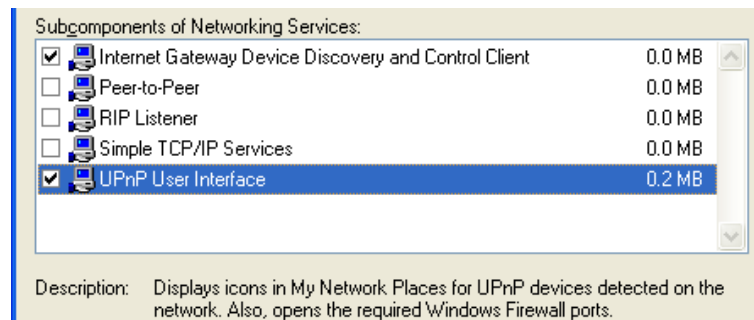 Subcomponents of Networking Services:
Internet Gateway Device Discovery and Control Client 0.0 MB
Peer-to-Peer 0.0 MB
RIP Listener 0.0 MB
Simple TCP/IP Services 0.0 MB
UPnP User Interface 0.2 MB
Description: Displays icons in My Network Places for UPnP devices detected on the
network. Also, opens the required Windows Firewall ports.